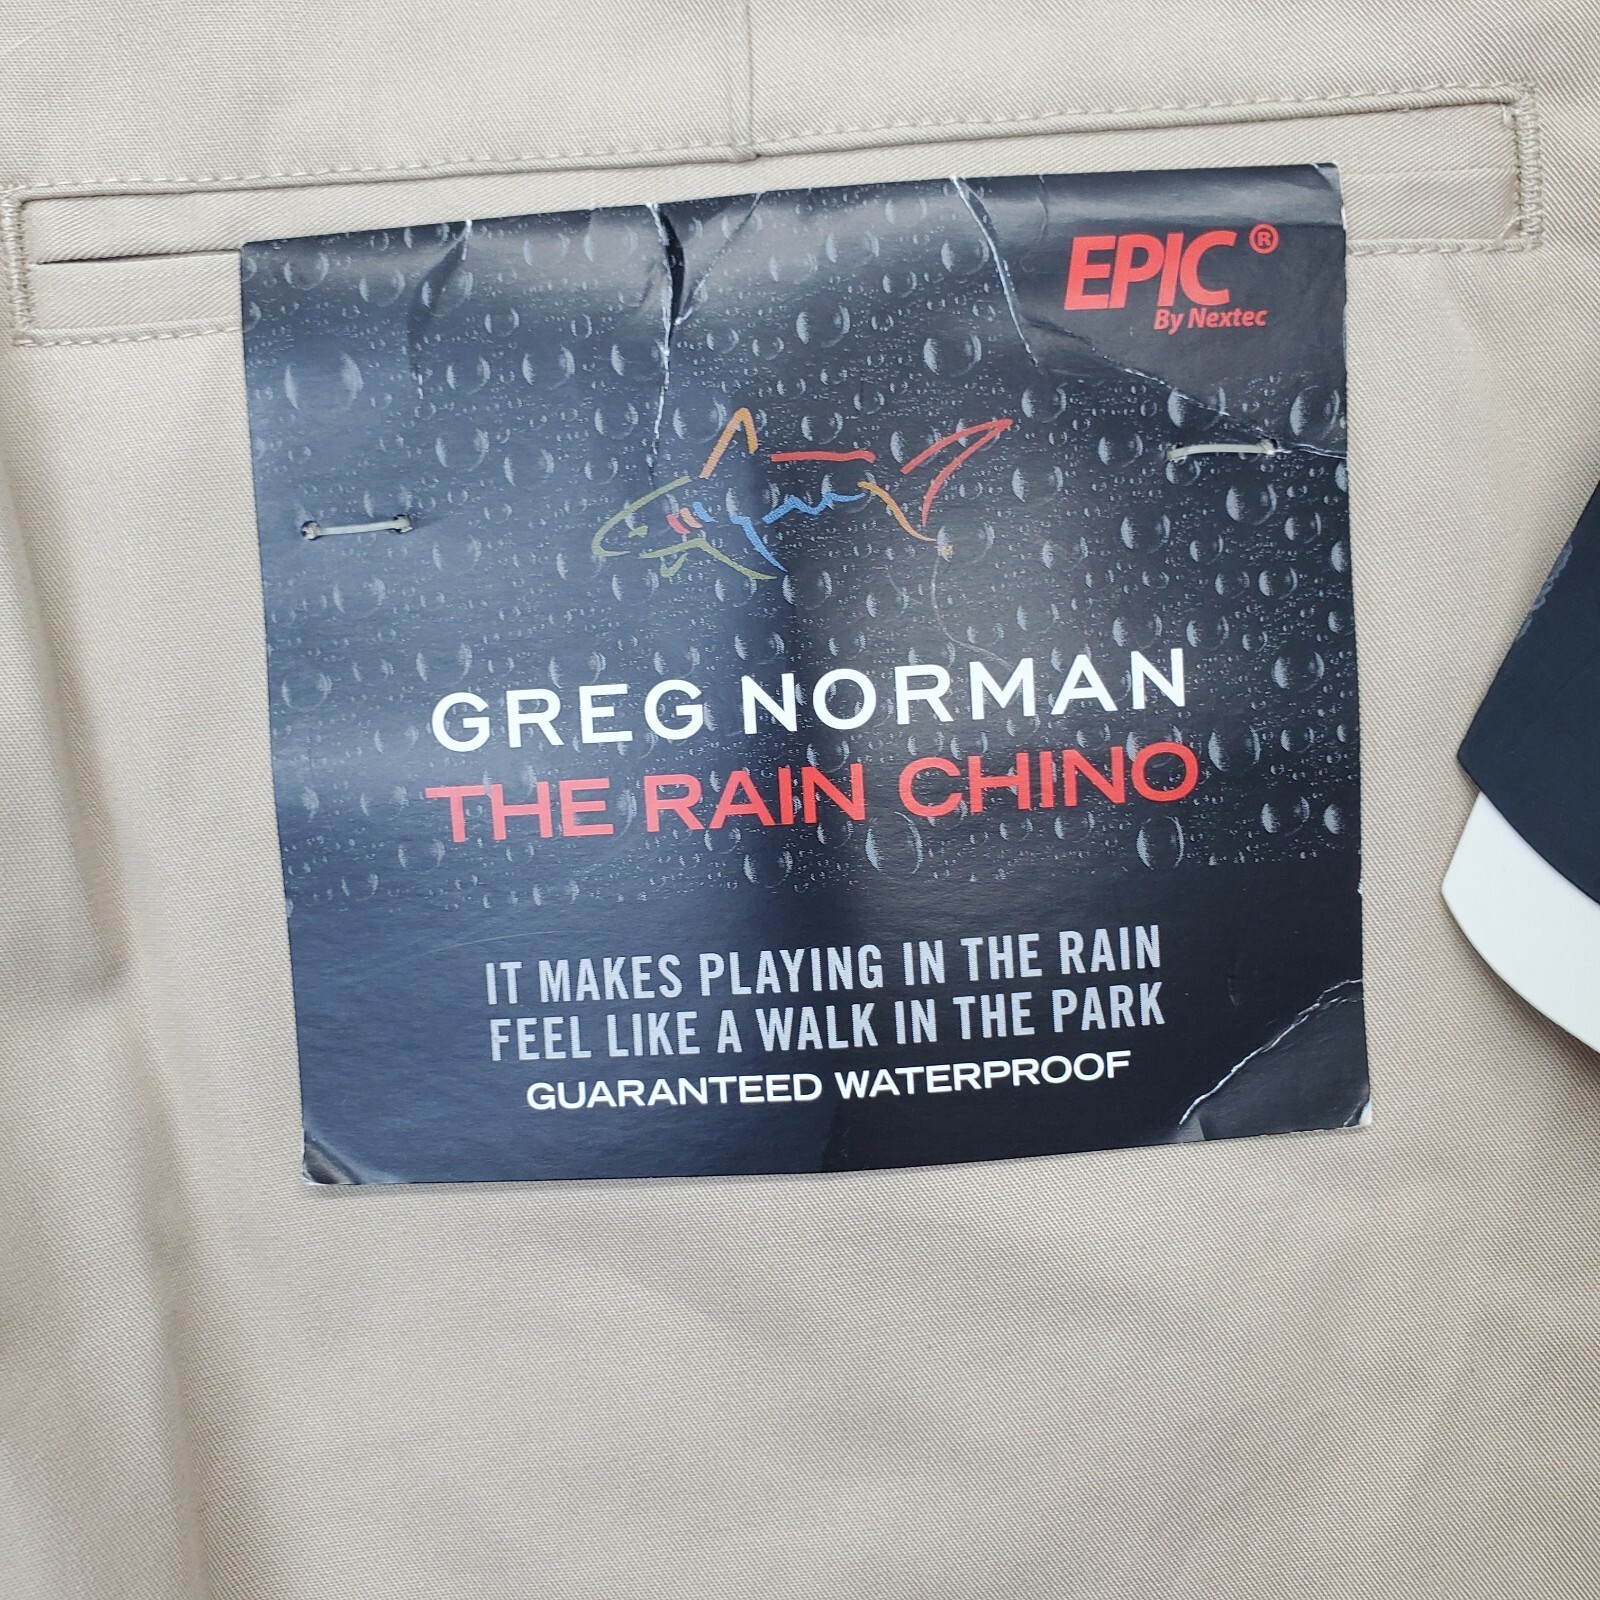 EPIC®
By Nextec
GREG NORMAN
THE RAIN CHINO
IT MAKES PLAYING IN THE RAIN
FEEL LIKE A WALK IN THE PARK
GUARANTEED WATERPROOF